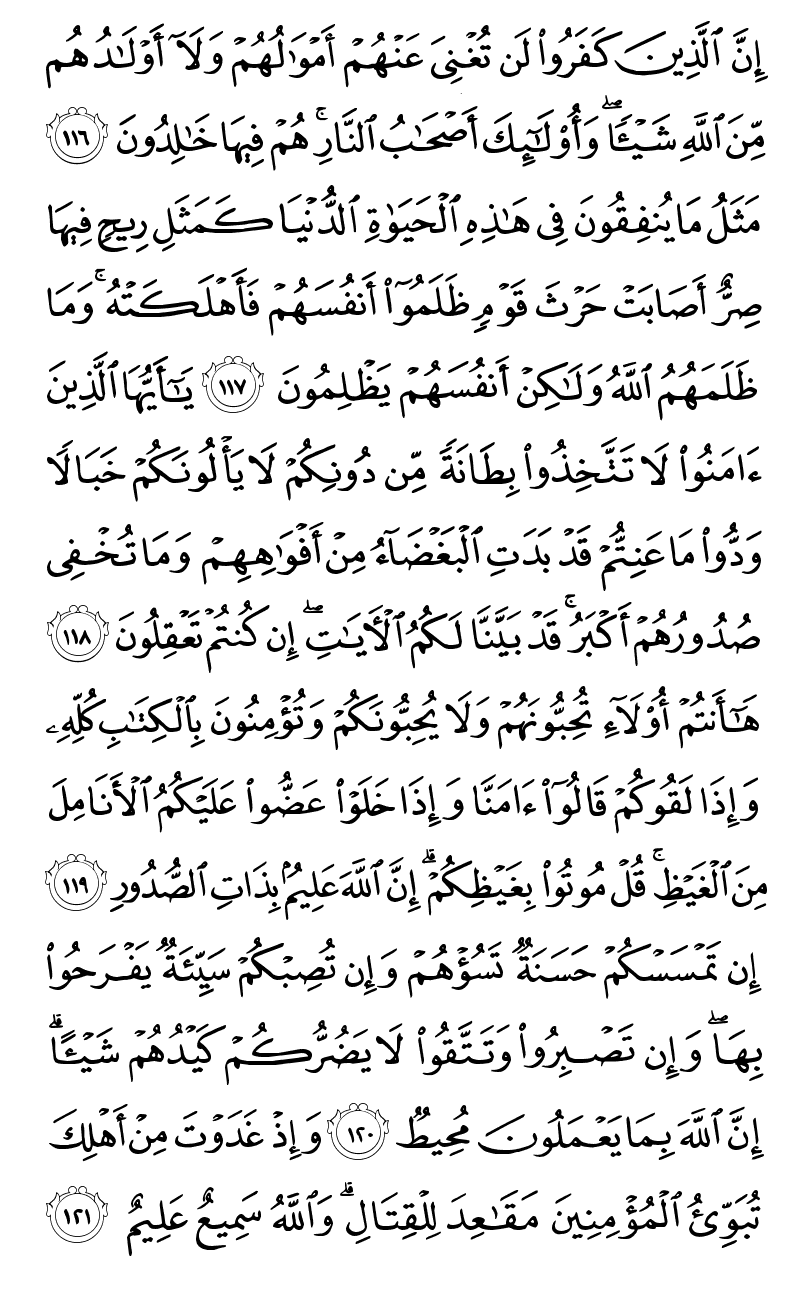 إِنَّ ٱلَّذِينَ كَفَرُوا۟ لَن تُغْنِىَ عَنْهُمْ أَمْوَٰلُهُمْ وَلَآ أَوْلَـٰدُهُم
مِّنَ ٱللَّهِ شَيْـًٔا ۖ وَأُو۟لَـٰٓئِكَ أَصْحَـٰبُ ٱلنَّارِ ۚ هُمْ فِيهَا خَـٰلِدُونَ ١١٦
مَثَلُ مَا يُنفِقُونَ فِى هَـٰذِهِ ٱلْحَيَوٰةِ ٱلدُّنْيَا كَمَثَلِ رِيحٍ فِيهَا
صِرٌّ أَصَابَتْ حَرْثَ قَوْمٍ ظَلَمُوٓا۟ أَنفُسَهُمْ فَأَهْلَكَتْهُ ۚ وَمَا
ظَلَمَهُمُ ٱللَّهُ وَلَـٰكِنْ أَنفُسَهُمْ يَظْلِمُونَ ١١٧ يَـٰٓأَيُّهَا ٱلَّذِينَ
ءَامَنُوا۟ لَا تَتَّخِذُوا۟ بِطَانَةً مِّن دُونِكُمْ لَا يَأْلُونَكُمْ خَبَالًا
وَدُّوا۟ مَا عَنِتُّمْ قَدْ بَدَتِ ٱلْبَغْضَآءُ مِنْ أَفْوَٰهِهِمْ وَمَا تُخْفِى
صُدُورُهُمْ أَكْبَرُ ۚ قَدْ بَيَّنَّا لَكُمُ ٱلْـَٔايَـٰتِ ۖ إِن كُنتُمْ تَعْقِلُونَ ١١٨
هَـٰٓأَنتُمْ أُو۟لَآءِ تُحِبُّونَهُمْ وَلَا يُحِبُّونَكُمْ وَتُؤْمِنُونَ بِٱلْكِتَـٰبِ كُلِّهِۦ
وَإِذَا لَقُوكُمْ قَالُوٓا۟ ءَامَنَّا وَإِذَا خَلَوْا۟ عَضُّوا۟ عَلَيْكُمُ ٱلْأَنَامِلَ
مِنَ ٱلْغَيْظِ ۚ قُلْ مُوتُوا۟ بِغَيْظِكُمْ ۗ إِنَّ ٱللَّهَ عَلِيمٌۢ بِذَاتِ ٱلصُّدُورِ ١١٩
إِن تَمْسَسْكُمْ حَسَنَةٌ تَسُؤْهُمْ وَإِن تُصِبْكُمْ سَيِّئَةٌ يَفْرَحُوا۟
بِهَا ۖ وَإِن تَصْبِرُوا۟ وَتَتَّقُوا۟ لَا يَضُرُّكُمْ كَيْدُهُمْ شَيْـًٔا ۗ
إِنَّ ٱللَّهَ بِمَا يَعْمَلُونَ مُحِيطٌ ١٢٠ وَإِذْ غَدَوْتَ مِنْ أَهْلِكَ
تُبَوِّئُ ٱلْمُؤْمِنِينَ مَقَـٰعِدَ لِلْقِتَالِ ۗ وَٱللَّهُ سَمِيعٌ عَلِيمٌ ١٢١